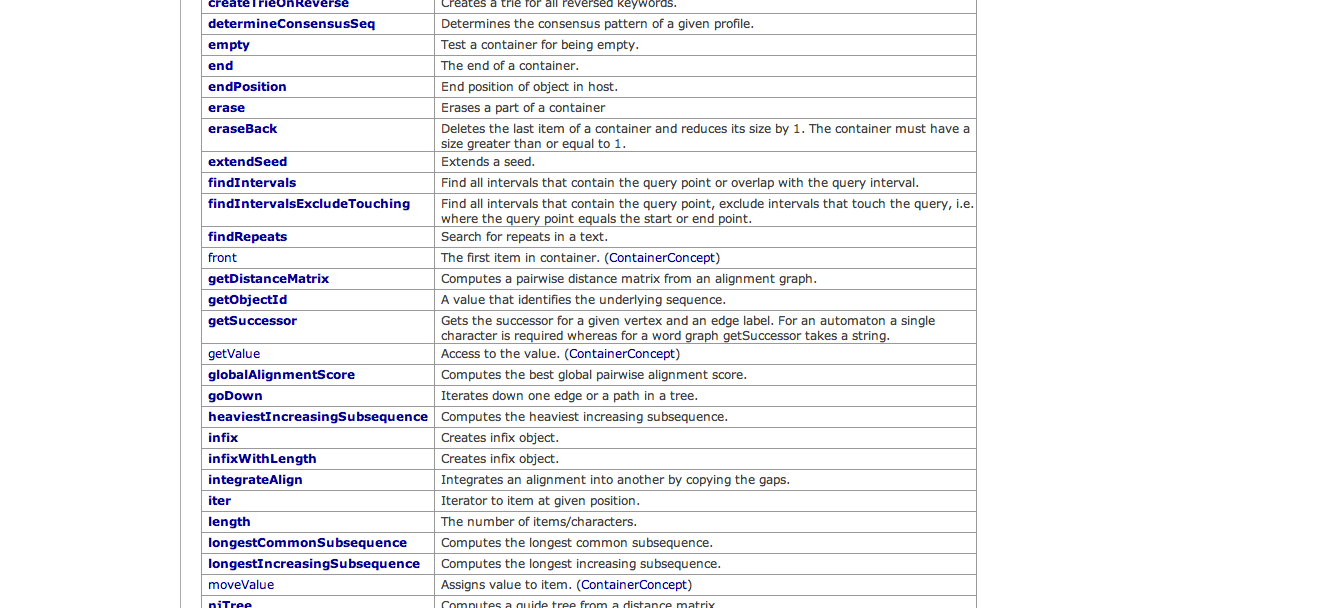 createTrieOnReverse Creates a trie for all reversed keywords.
determineConsensusSeq Determines the consensus pattern of a given profile.
empty Test a container for being empty.
end The end of a container.
endPosition End position of object in host.
erase Erases a part of a container
eraseBack Deletes the last item of a container and reduces its size by 1. The container must have a
size greater than or equal to 1.
extendSeed Extends a seed.
findIntervals Find all intervals that contain the query point or overlap with the query interval.
findIntervalsExcludeTouching Find all intervals that contain the query point, exclude intervals that touch the query, i.e.
where the query point equals the start or end point.
findRepeats Search for repeats in a text.
front The first item in container. (ContainerConcept)
getDistanceMatrix Computes a pairwise distance matrix from an alignment graph.
getObjectId A value that identifies the underlying sequence.
getSuccessor Gets the successor for a given vertex and an edge label. For an automaton a single
character is required whereas for a word graph getSuccessor takes a string.
getValue Access to the value. (ContainerConcept)
globalAlignmentScore Computes the best global pairwise alignment score.
goDown Iterates down one edge or a path in a tree.
heaviestIncreasingSubsequence Computes the heaviest increasing subsequence.
infix Creates infix object.
infixWithLength Creates infix object.
integrateAlign Integrates an alignment into another by copying the gaps.
iter Iterator to item at given position.
length The number of items/characters.
longestCommonSubsequence Computes the longest common subsequence.
longestIncreasingSubsequence Computes the longest increasing subsequence.
moveValue Assigns value to item. (ContainerConcept)
njTree Computes a guide tree from a distance matrix.